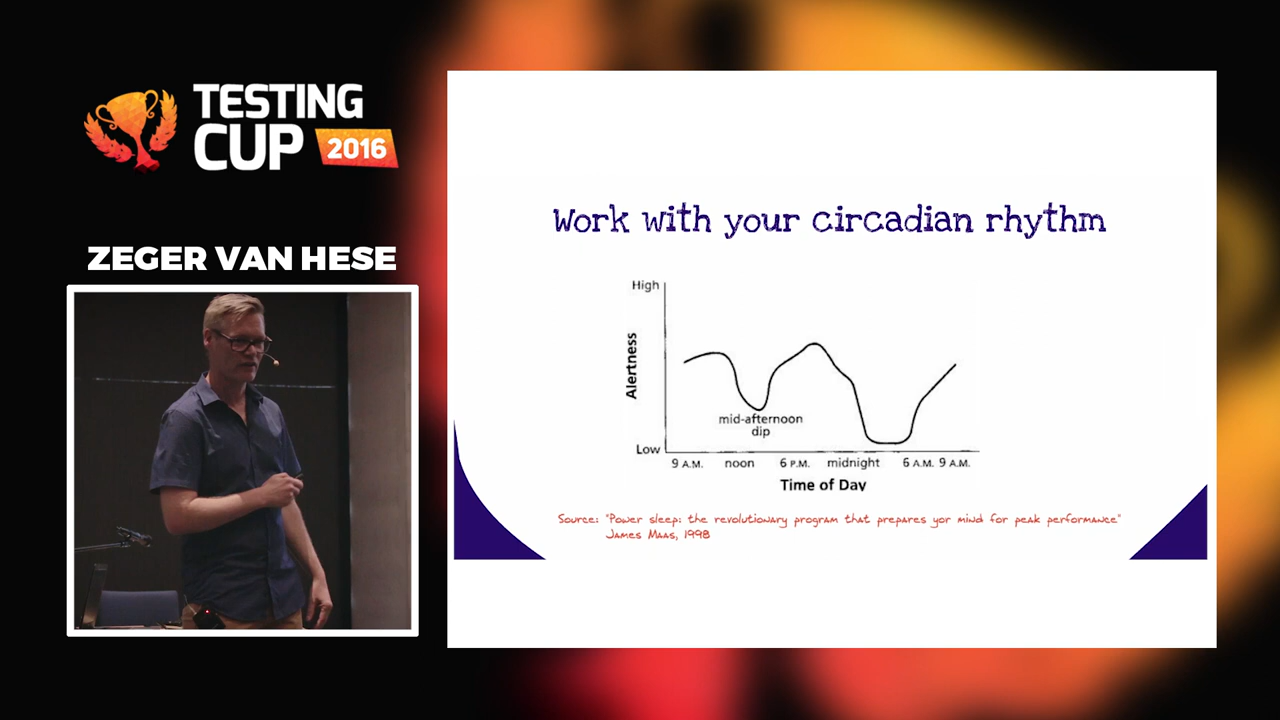 TESTING
CUP 2016
ZEGER VAN HESE
Work with your circadian rhythm
High
Alertness
mid-afternoon
dip
Low
9 A.M. noon 6 P.M. midnight 6 A.M. 9 A.M.
Time of Day
Source: "Power sleep: the revolutionary program that prepares yor mind for peak performance"
James Maas, 1998